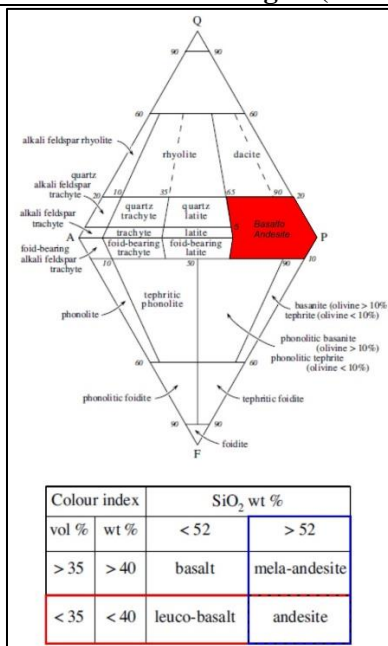 Q
90
90
60
60
alkali feldspar rhyolite
rhyolite
dacite
quartz
alkali feldspar
trachyte
20
10
35
65
90
20
quartz
trachyte
quartz
latite
alkali feldspar
trachyte
trachyte
latite
5
Basalto
Andesite
A
P
foid-bearing
alkali feldspar
trachyte
foid-bearing
trachyte
foid-bearing
latite
10
50
90
10
tephritic
phonolite
phonolite
basanite (olivine > 10%
tephrite (olivine < 10%)
phonolitic basanite
(olivine > 10%)
phonolitic tephrite
(olivine < 10%)
60
60
phonolitic foidite
tephritic foidite
90
90
foidite
F
Colour index
SiO2 wt %
vol %
wt %
< 52
> 52
> 35
> 40
basalt
mela-andesite
< 35
< 40
leuco-basalt
andesite